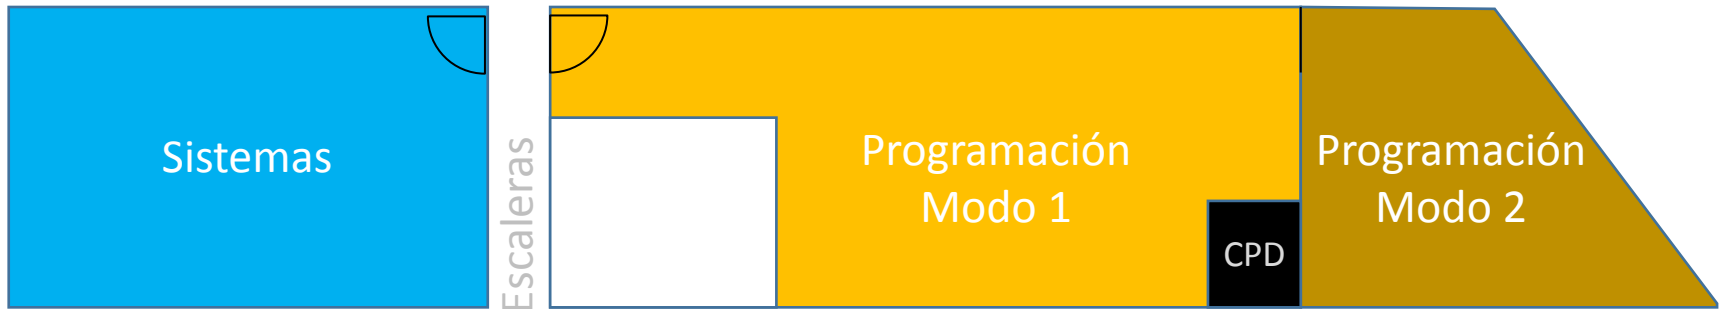 Sistemas
Escaleras
Programación
Modo 1
CPD
Programación
Modo 2